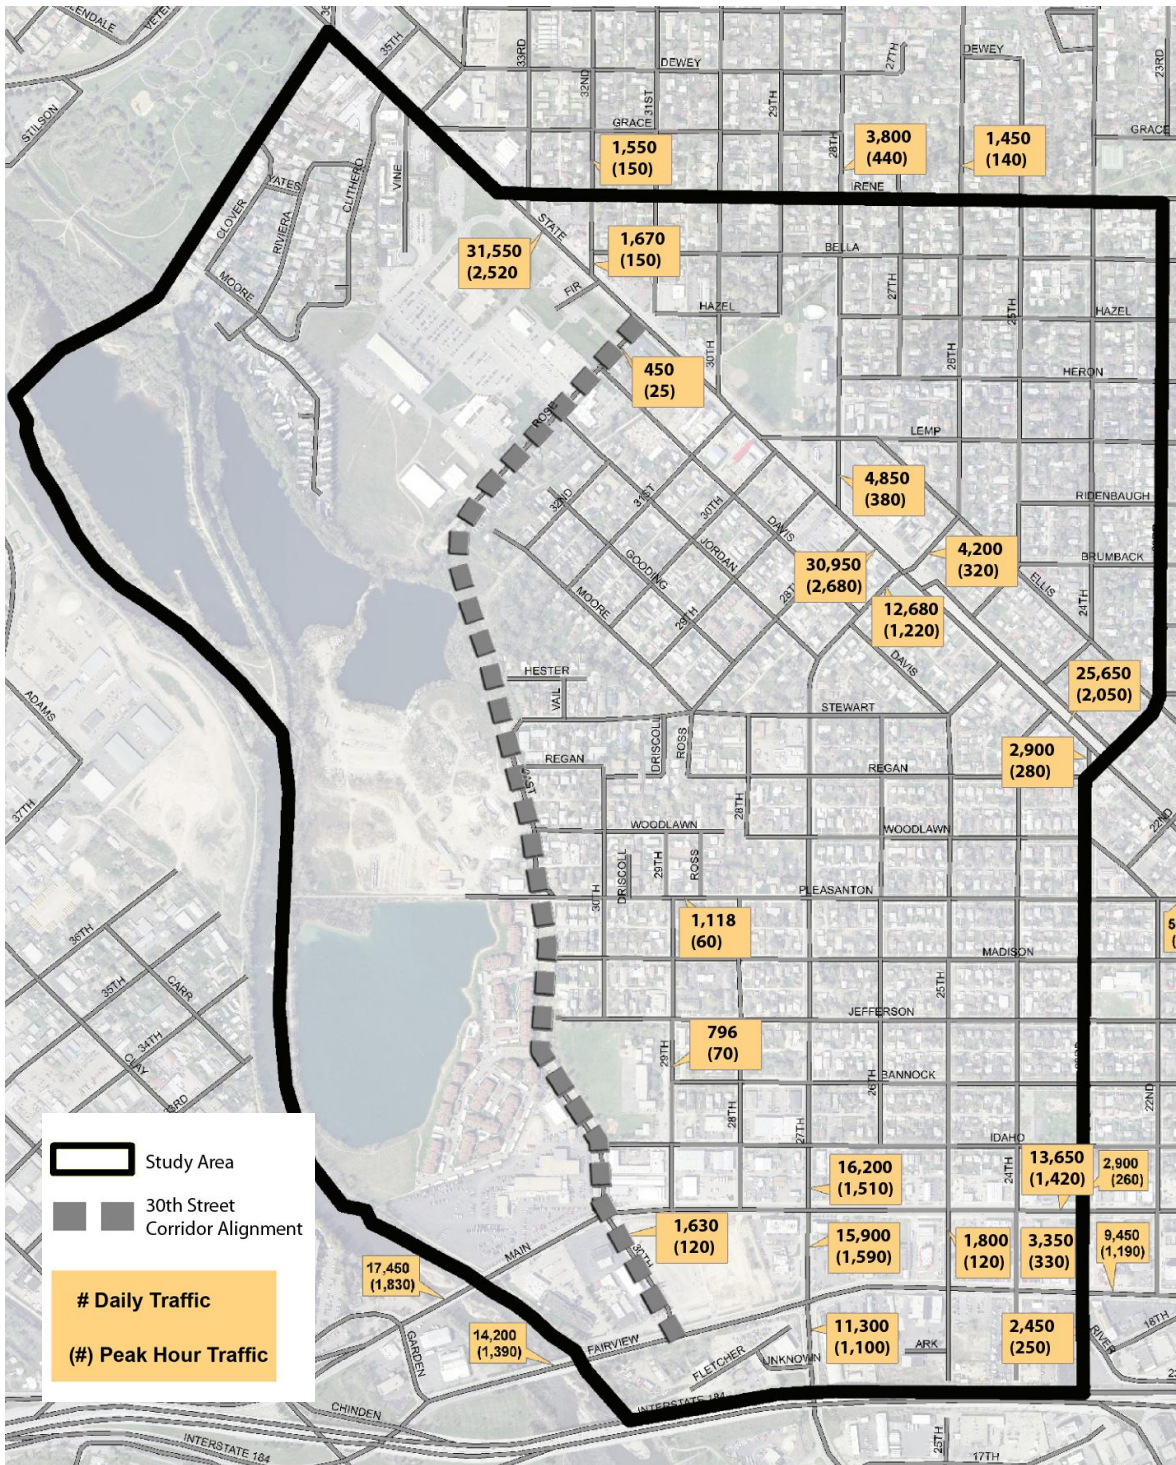 GLENDALE
VETE
36
35TH
33RD
32ND
31ST
DEWEY
29TH
27TH
DEWEY
23RD
STILSON
GRACE
28TH
GRACE
1,550
(150)
3,800
(440)
1,450
(140)
IRENE
YATES
CLOVER
RIVIERA
CLITHERO
VINE
MOORE
STATE
31,550
(2,520
1,670
(150)
BELLA
FIR
HAZEL
27TH
25TH
HAZEL
30TH
26TH
450
(25)
HERON
ROSE
LEMP
4,850
(380)
RIDENBAUGH
32ND
31ST
30TH
DAVIS
JORDAN
GOODING
MOORE
29TH
28TH
30,950
(2,680)
4,200
(320)
BRUMBACK
ELLIS
24TH
12,680
(1,220)
DAVIS
25,650
(2,050)
ADAMS
37TH
HESTER
VAIL
STEWART
DRISCOLL
ROSS
2,900
(280)
REGAN
REGAN
28TH
22ND
WOODLAWN
WOODLAWN
30TH
DRISCOLL
29TH
ROSS
PLEASANTON
1,118
(60)
5
(
MADISON
36TH
35TH
CARR
34TH
CLAY
33RD
25TH
JEFFERSON
796
(70)
29TH
26TH
BANNOCK
28TH
27TH
22ND
IDAHO
24TH
13,650
(1,420)
2,900
(260)
16,200
(1,510)
Study Area
30th Street
Corridor Alignment
MAIN
30TH
1,630
(120)
15,900
(1,590)
1,800
(120)
3,350
(330)
9,450
(1,190)
17,450
(1,830)
# Daily Traffic
(#) Peak Hour Traffic
GARDEN
14,200
(1,390)
FAIRVIEW
FLETCHER
UNKNOWN
11,300
(1,100)
ARK
2,450
(250)
RIVER
18TH
CHINDEN
INTERSTATE 184
INTERSTATE 184
25TH
17TH